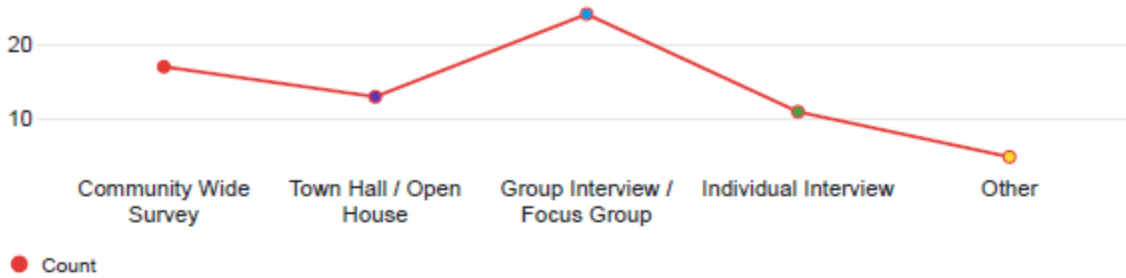 20
10
Community Wide
Survey
Town Hall / Open
House
Group Interview /
Focus Group
Individual Interview
Other
Count